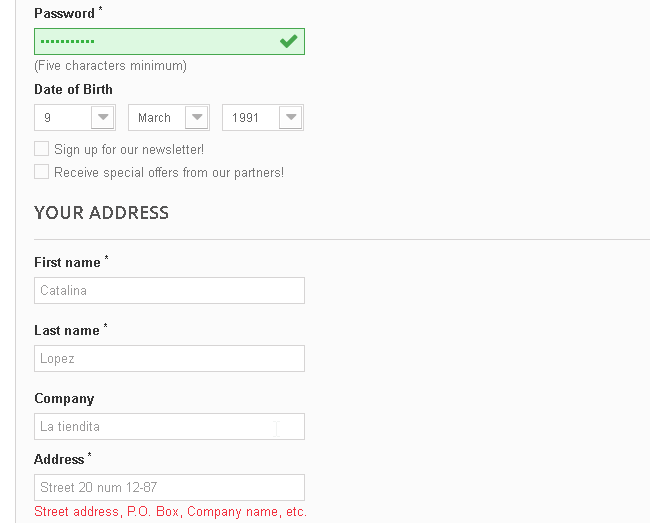 Password *
•••••••••••
(Five characters minimum)
Date of Birth
9 March 1991
Sign up for our newsletter!
Receive special offers from our partners!
YOUR ADDRESS
First name *
Catalina
Last name *
Lopez
Company
La tiendita
Address *
Street 20 num 12-87
Street address, P.O. Box, Company name, etc.